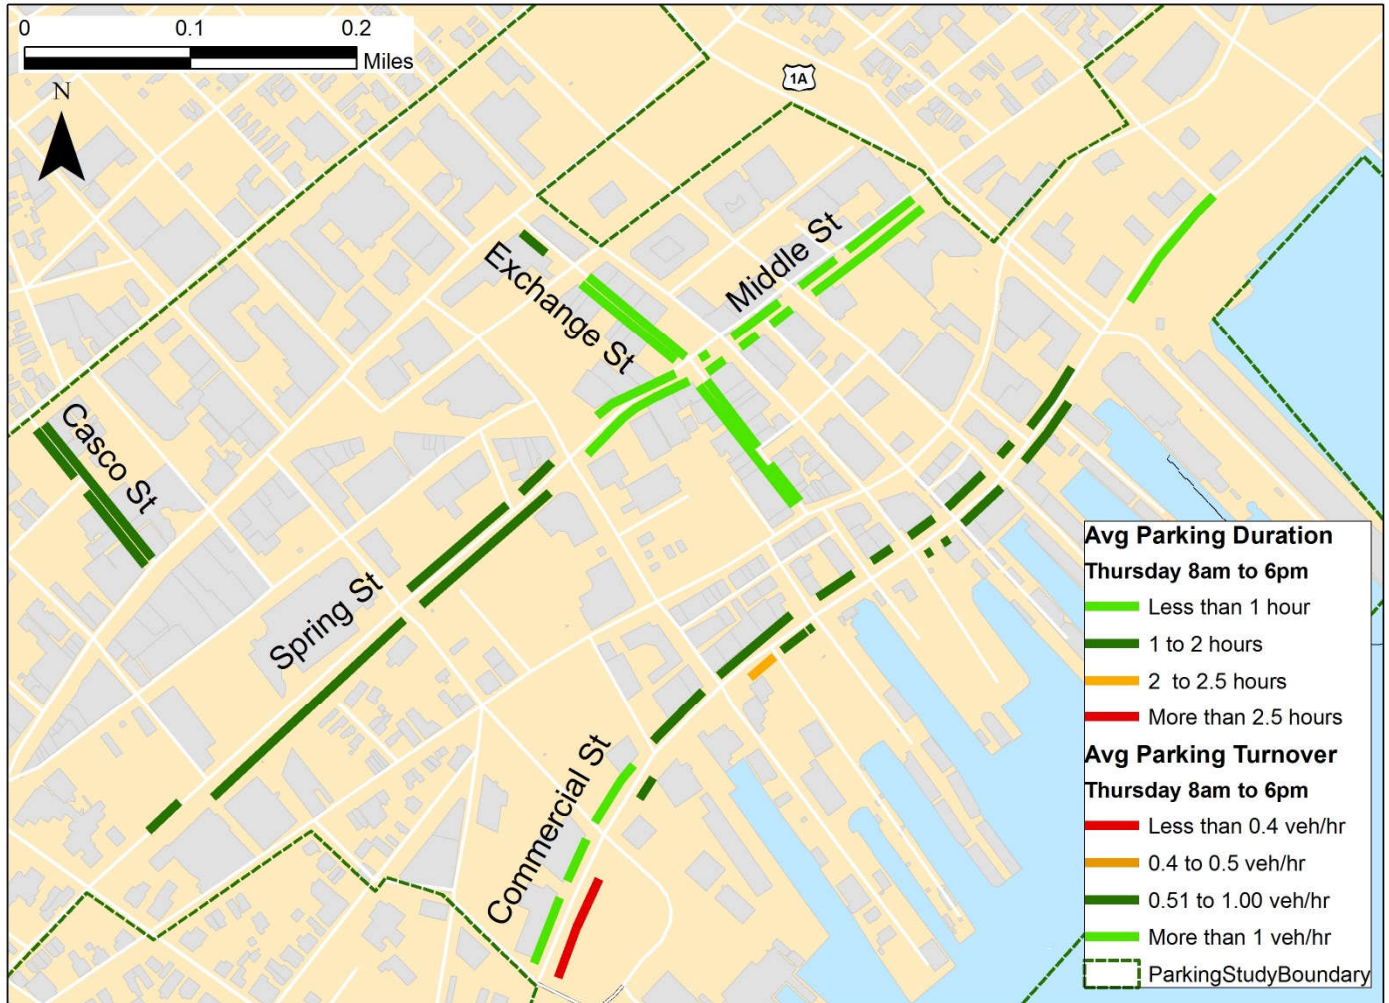 0 0.1 0.2
Miles
N
1A
Exchange St
Middle St
Casco St
Spring St
Commercial St
Avg Parking Duration
Thursday 8am to 6pm
Less than 1 hour
1 to 2 hours
2 to 2.5 hours
More than 2.5 hours
Avg Parking Turnover
Thursday 8am to 6pm
Less than 0.4 veh/hr
0.4 to 0.5 veh/hr
0.51 to 1.00 veh/hr
More than 1 veh/hr
ParkingStudyBoundary